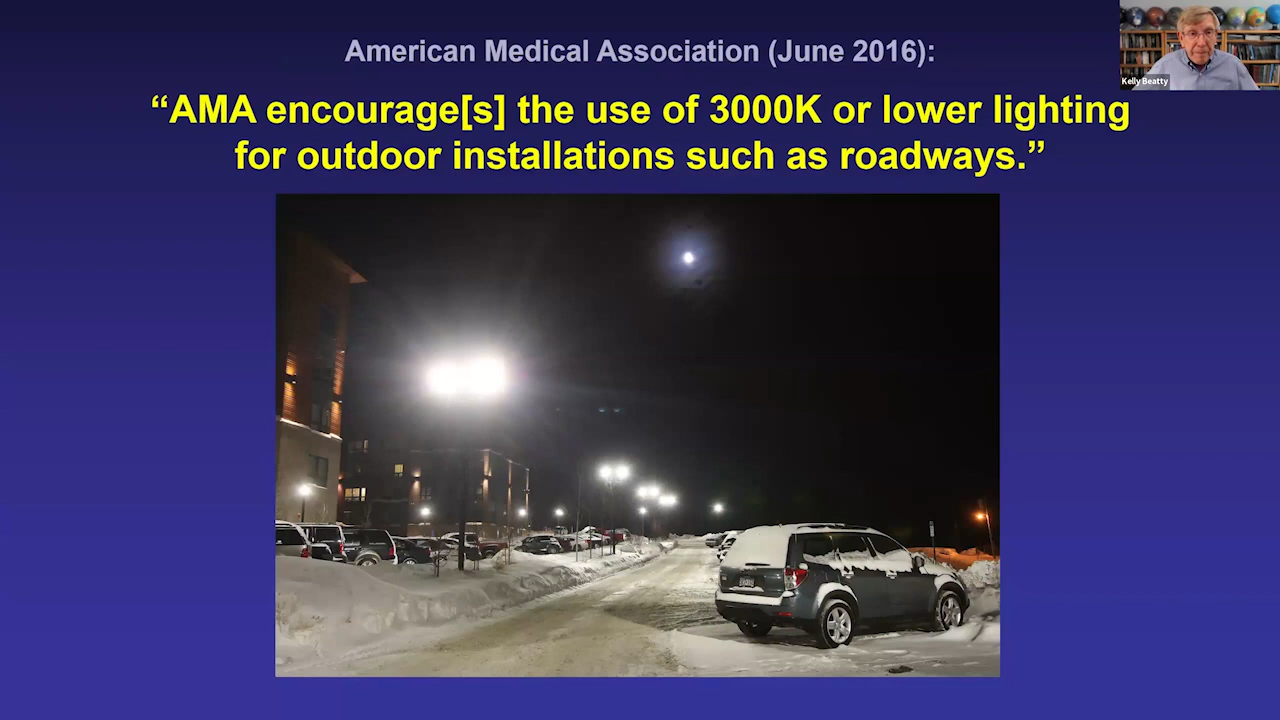 American Medical Association (June 2016):
“AMA encourage[s] the use of 3000K or lower lighting
for outdoor installations such as roadways.”
Kelly Beatty